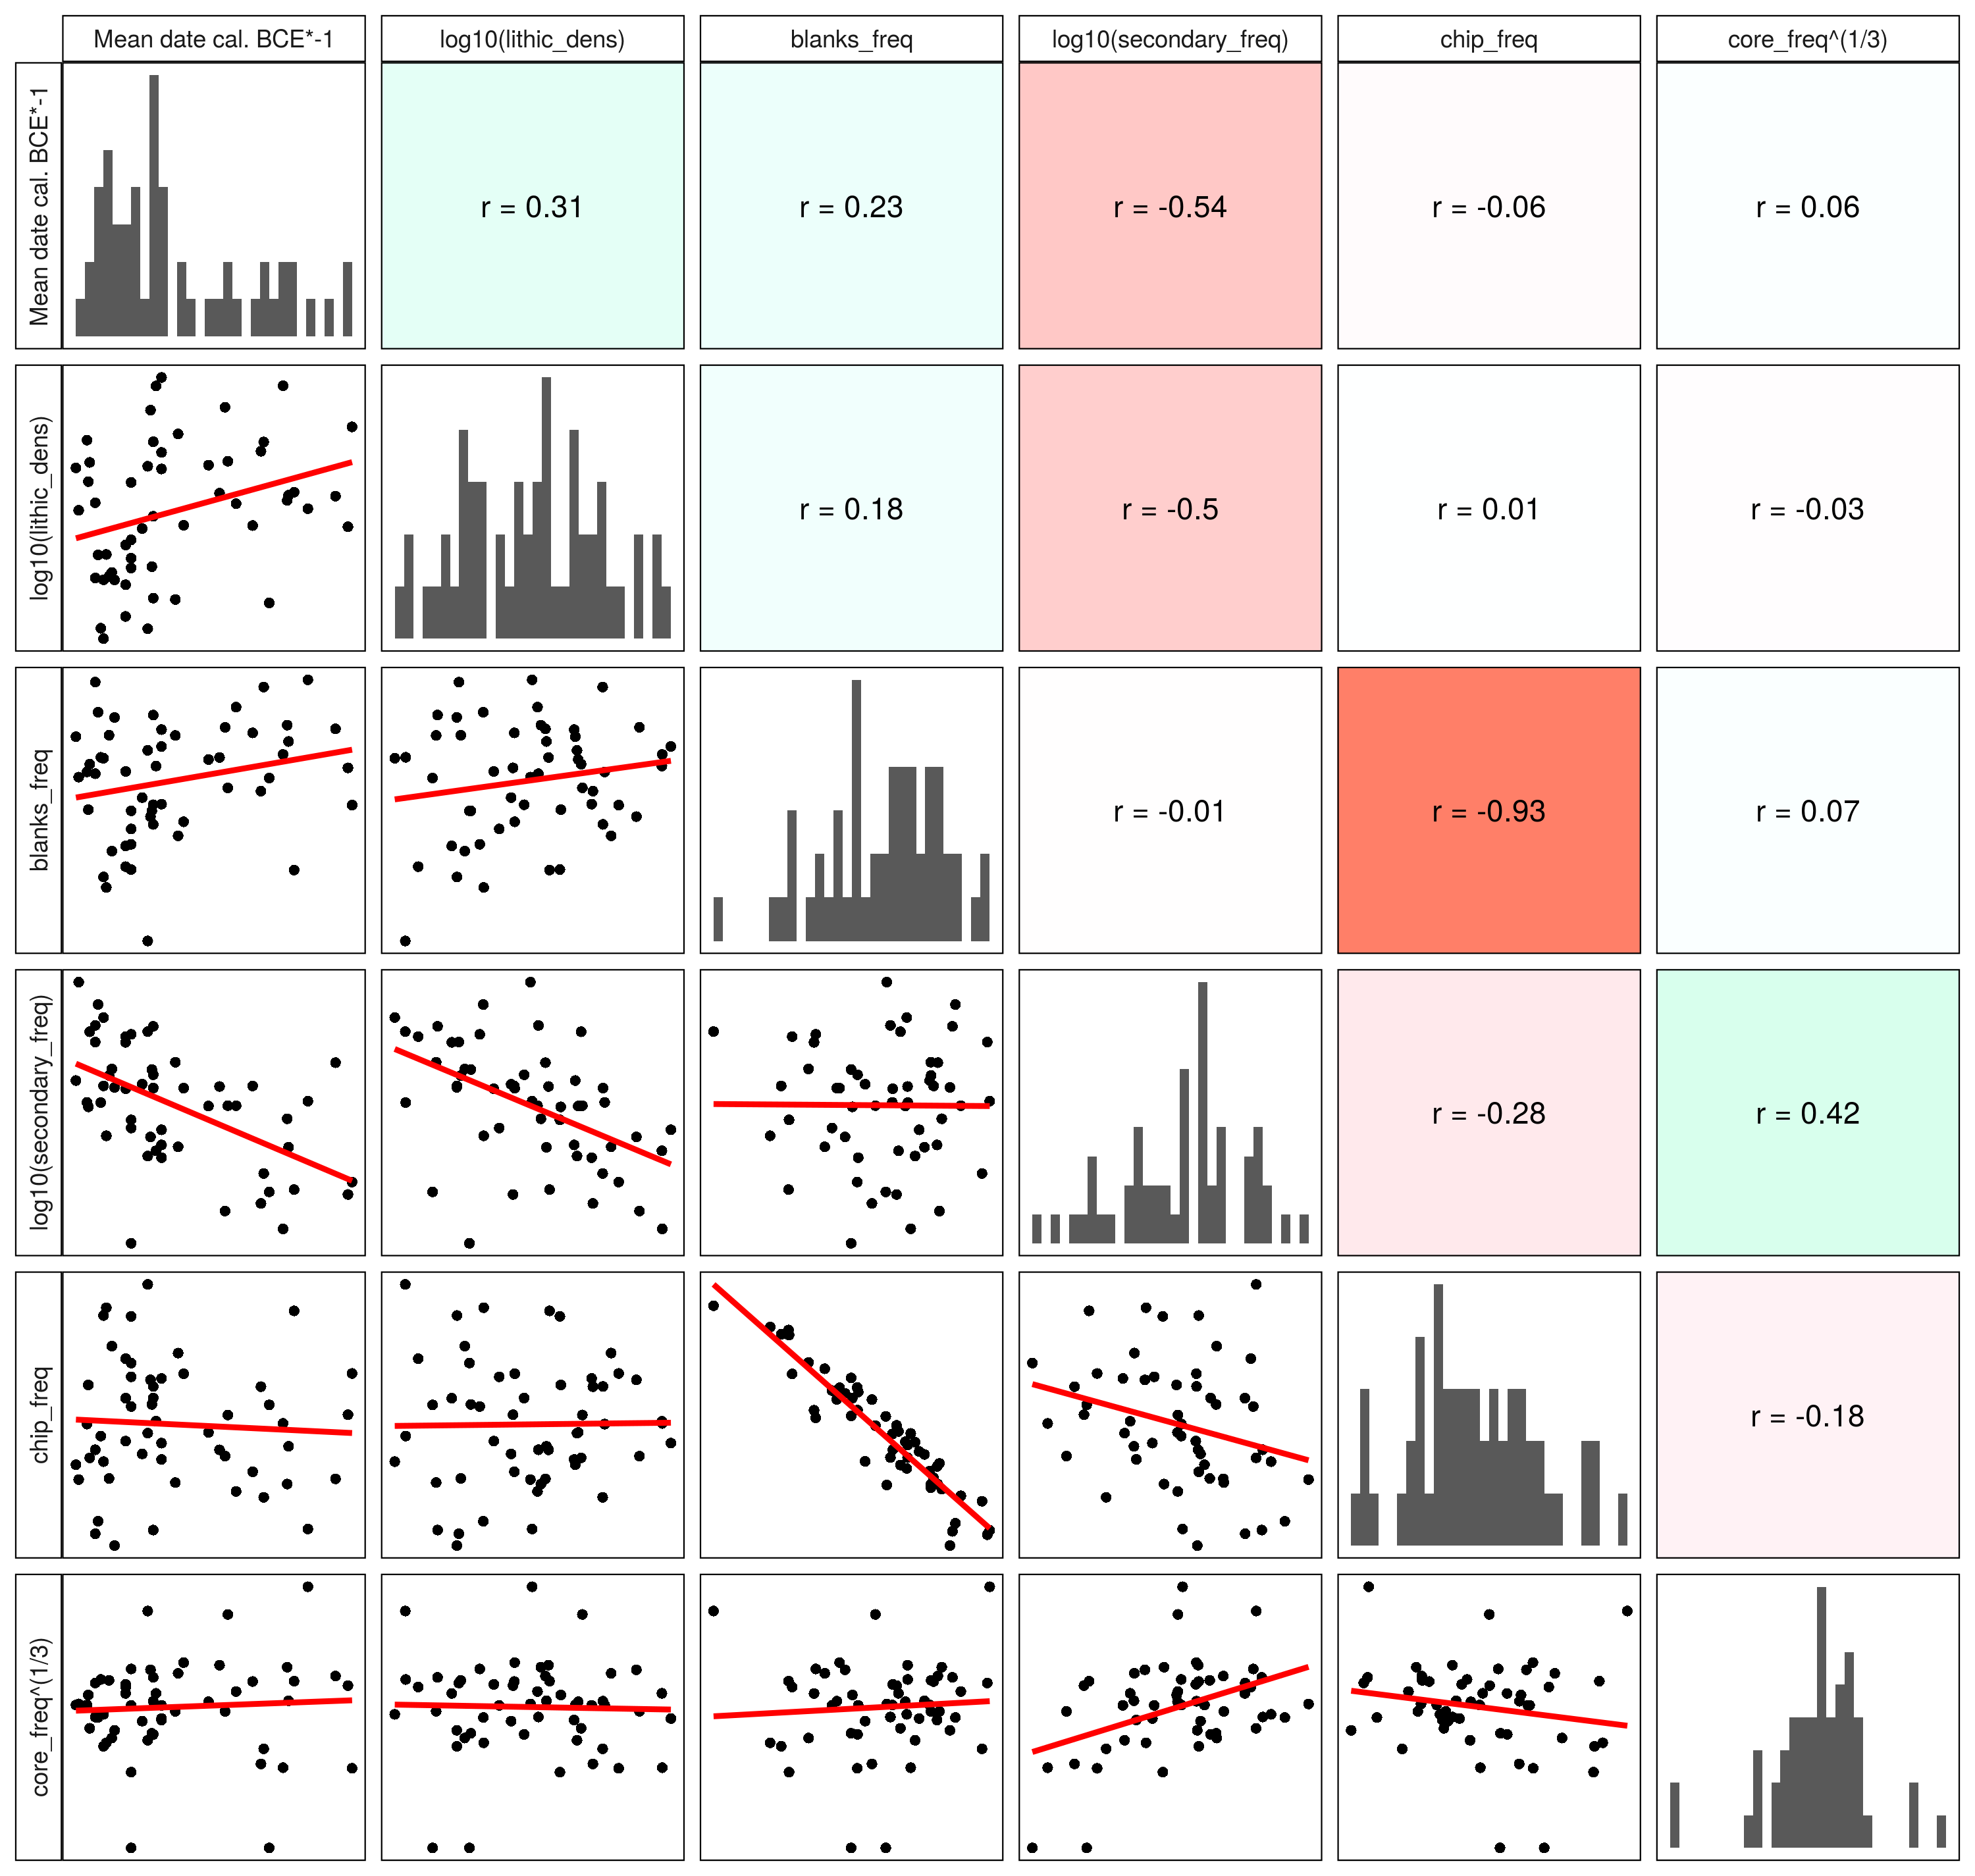 Mean date cal. BCE*-1
log10(lithic_dens)
blanks_freq
log10(secondary_freq)
chip_freq
core_freq^(1/3)
Mean date cal. BCE*-1
r = 0.31
r = 0.23
r = -0.54
r = -0.06
r = 0.06
log10(lithic_dens)
r = 0.18
r = -0.5
r = 0.01
r = -0.03
blanks_freq
r = -0.01
r = -0.93
r = 0.07
log10(secondary_freq)
r = -0.28
r = 0.42
chip_freq
r = -0.18
core_freq^(1/3)